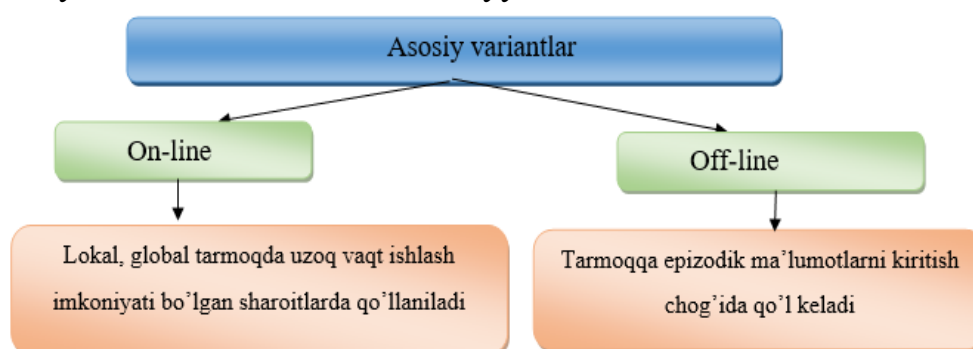 Asosiy variantlar
On-line
Off-line
Lokal, global tarmoqda uzoq vaqt ishlash
imkoniyati bo’lgan sharoitlarda qo’llaniladi
Tarmoqqa epizodik ma’lumotlarni kiritish
chog’ida qo’l keladi